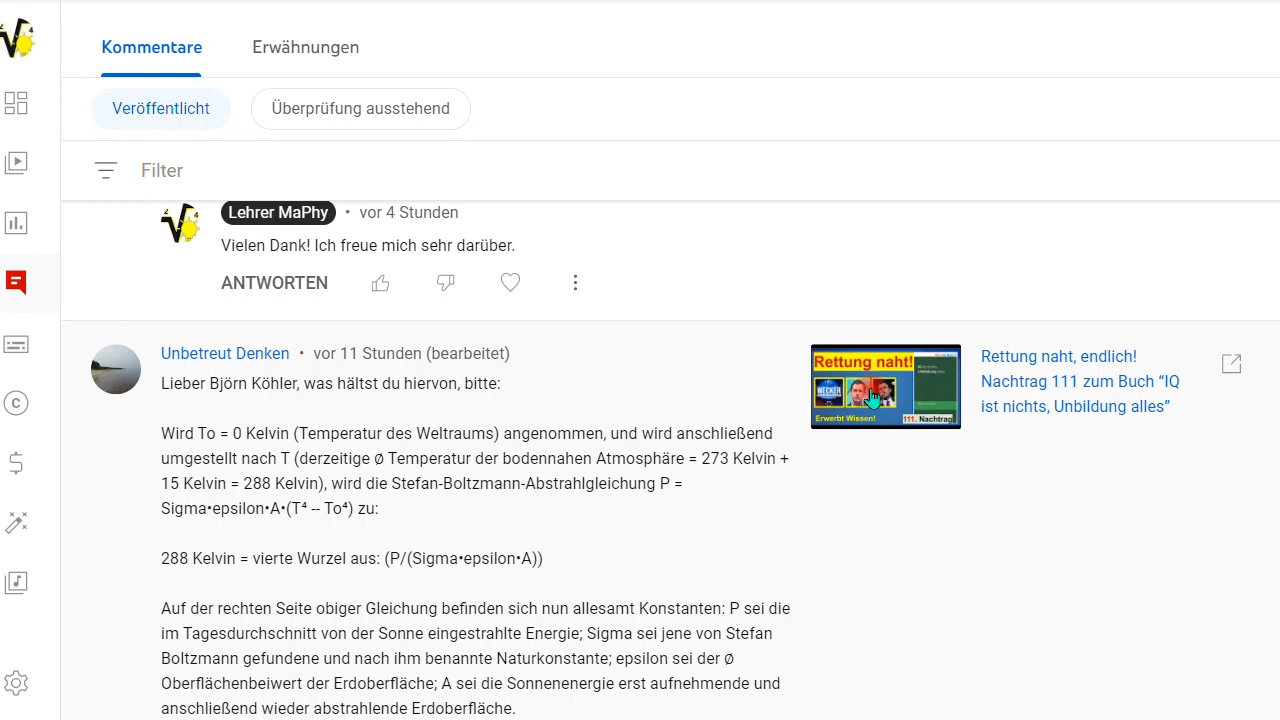 Kommentare Erwähnungen
Veröffentlicht Überprüfung ausstehend
Filter
Lehrer MaPhy • vor 4 Stunden
Vielen Dank! Ich freue mich sehr darüber.
ANTWORTEN
Unbetreut Denken • vor 11 Stunden (bearbeitet)
Lieber Björn Köhler, was hältst du hiervon, bitte:
Wird To = 0 Kelvin (Temperatur des Weltraums) angenommen, und wird anschließend
umgestellt nach T (derzeitige ∅ Temperatur der bodennahen Atmosphäre = 273 Kelvin +
15 Kelvin = 288 Kelvin), wird die Stefan-Boltzmann-Abstrahlgleichung P =
Sigma•epsilon•A•(T⁴ -- To⁴) zu:
288 Kelvin = vierte Wurzel aus: (P/(Sigma•epsilon•A))
Auf der rechten Seite obiger Gleichung befinden sich nun allesamt Konstanten: P sei die
im Tagesdurchschnitt von der Sonne eingestrahlte Energie; Sigma sei jene von Stefan
Boltzmann gefundene und nach ihm benannte Naturkonstante; epsilon sei der ∅
Oberflächenbeiwert der Erdoberfläche; A sei die Sonnenenergie erst aufnehmende und
anschließend wieder abstrahlende Erdoberfläche.
Rettung naht!
WECKER
Erwerbt Wissen!
111. Nachtrag
Rettung naht, endlich!
Nachtrag 111 zum Buch “IQ
ist nichts, Unbildung alles”